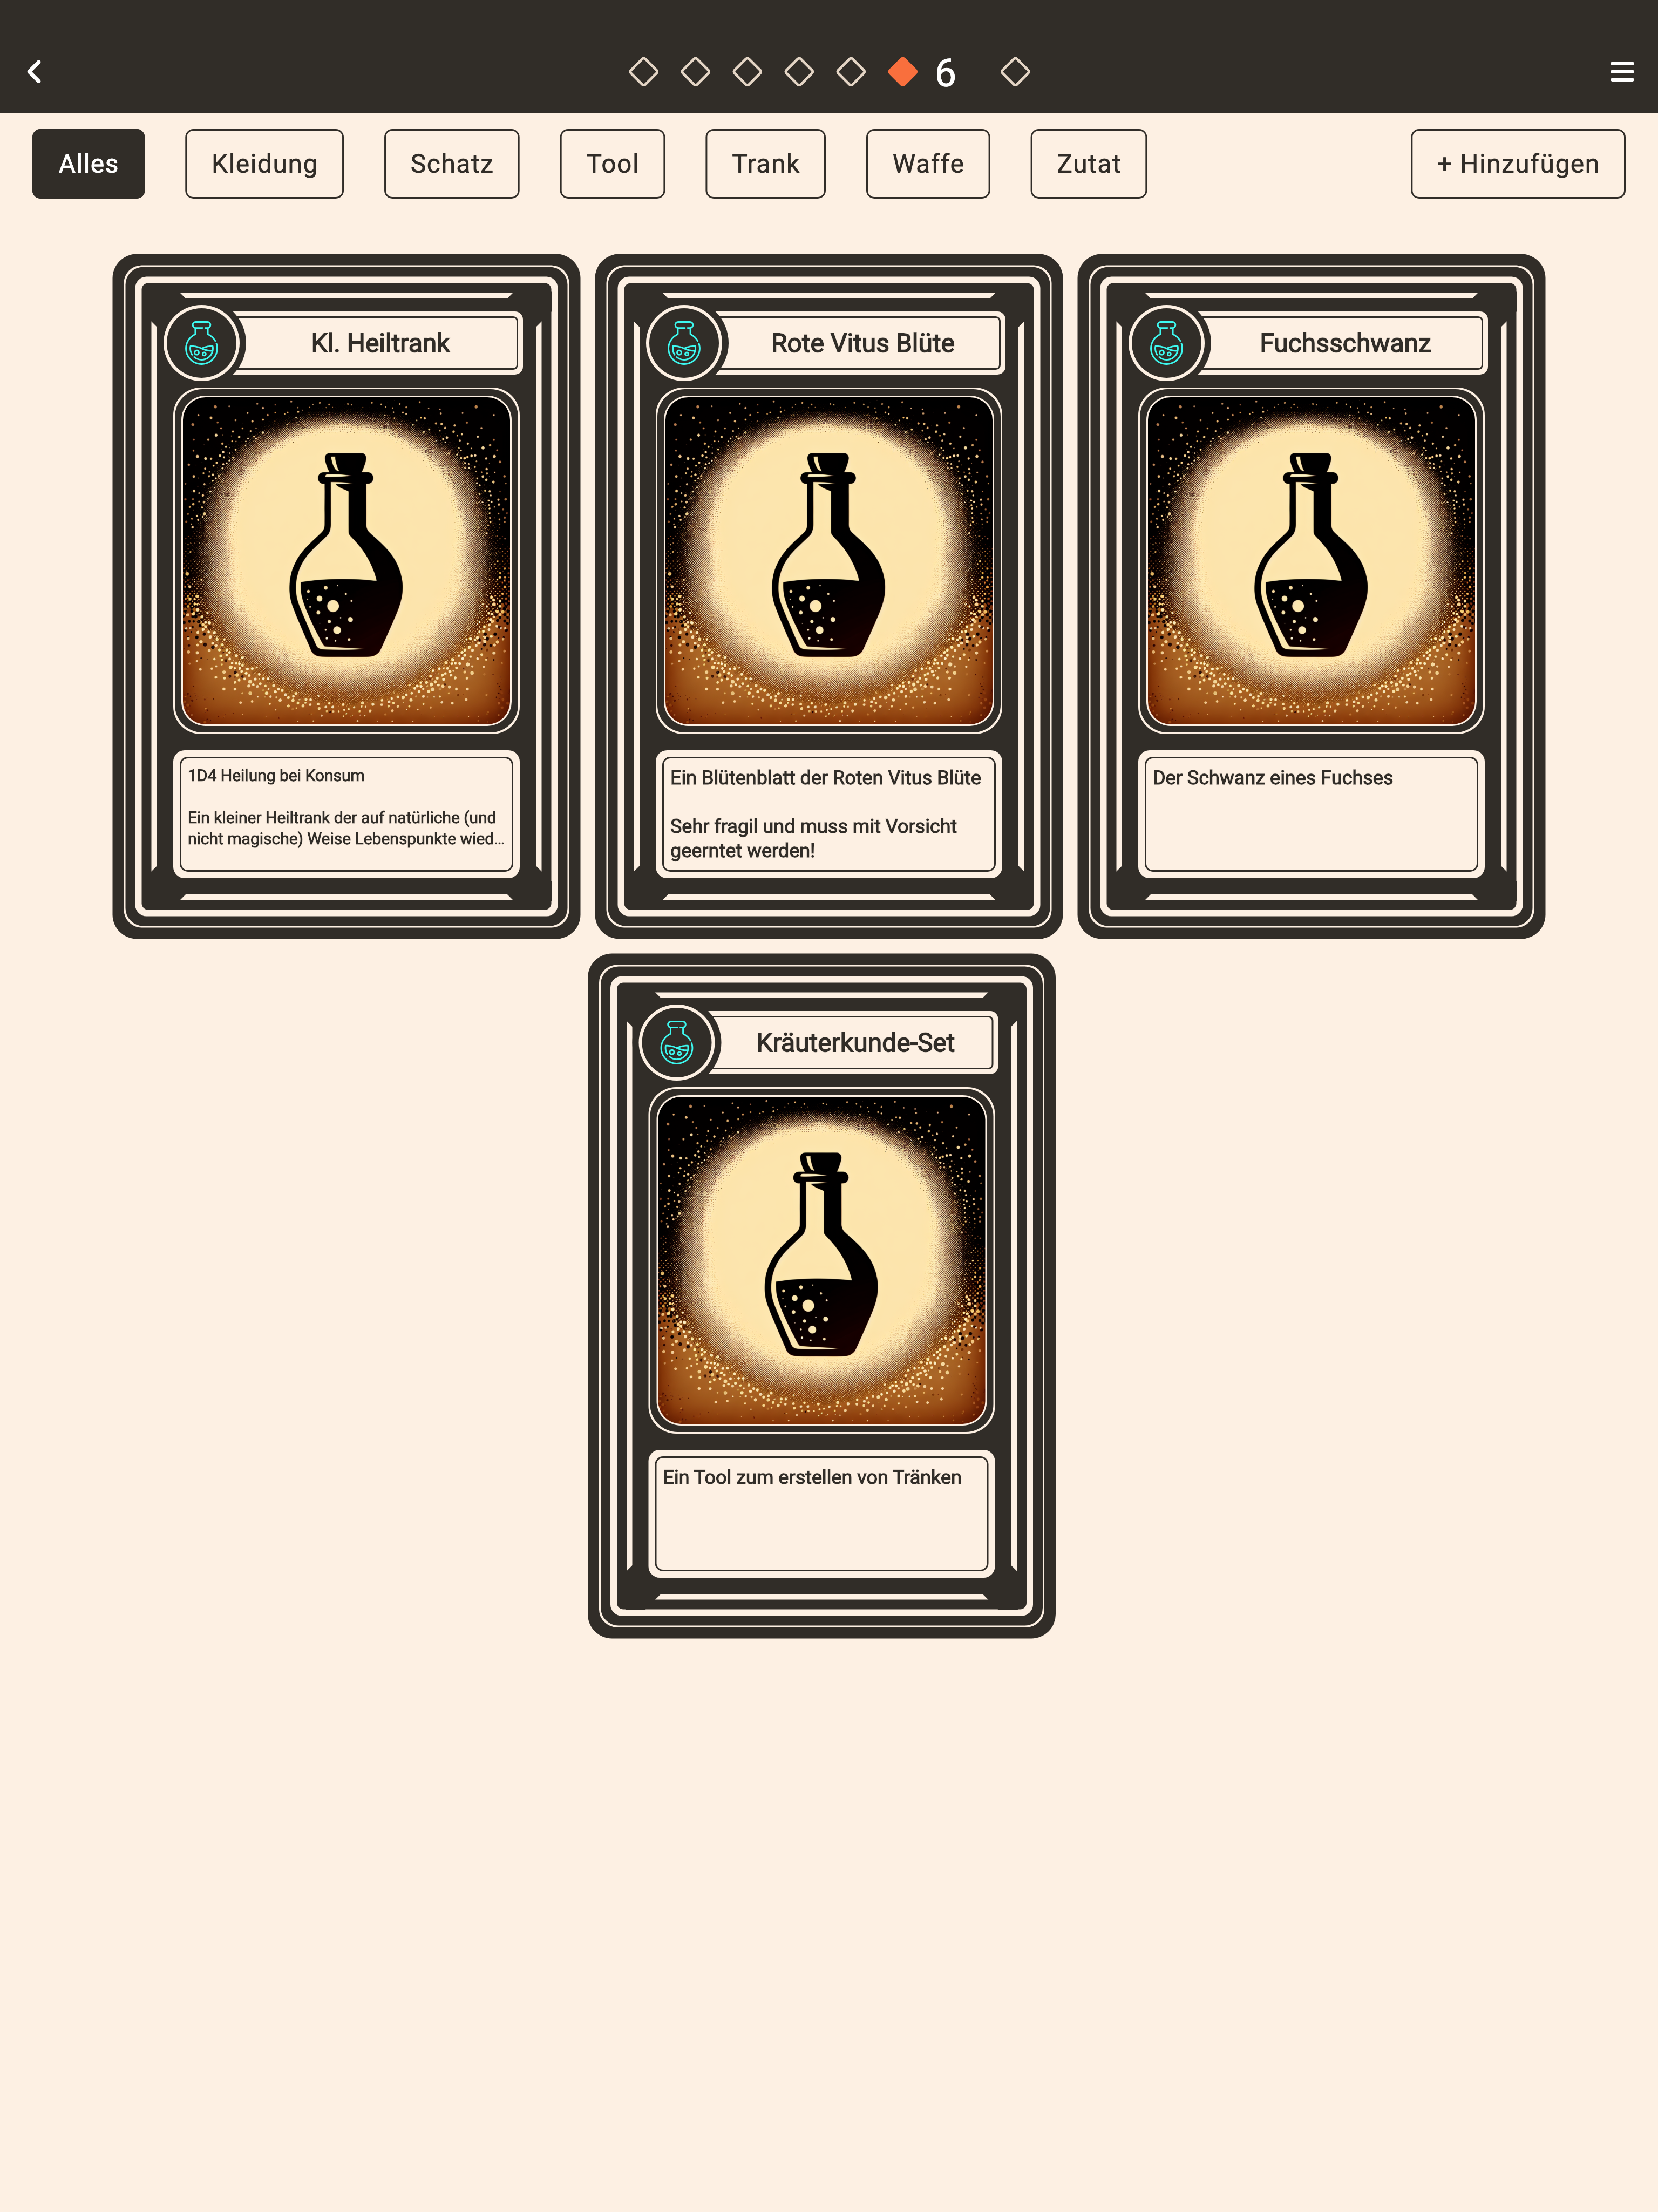 6
Alles
Kleidung
Schatz
Tool
Trank
Waffe
Zutat
+ Hinzufügen
Kl. Heiltrank
1D4 Heilung bei Konsum
Ein kleiner Heiltrank der auf natürliche (und
nicht magische) Weise Lebenspunkte wied...
Rote Vitus Blüte
Ein Blütenblatt der Roten Vitus Blüte
Sehr fragil und muss mit Vorsicht
geerntet werden!
Fuchsschwanz
Der Schwanz eines Fuchses
Kräuterkunde-Set
Ein Tool zum erstellen von Tränken